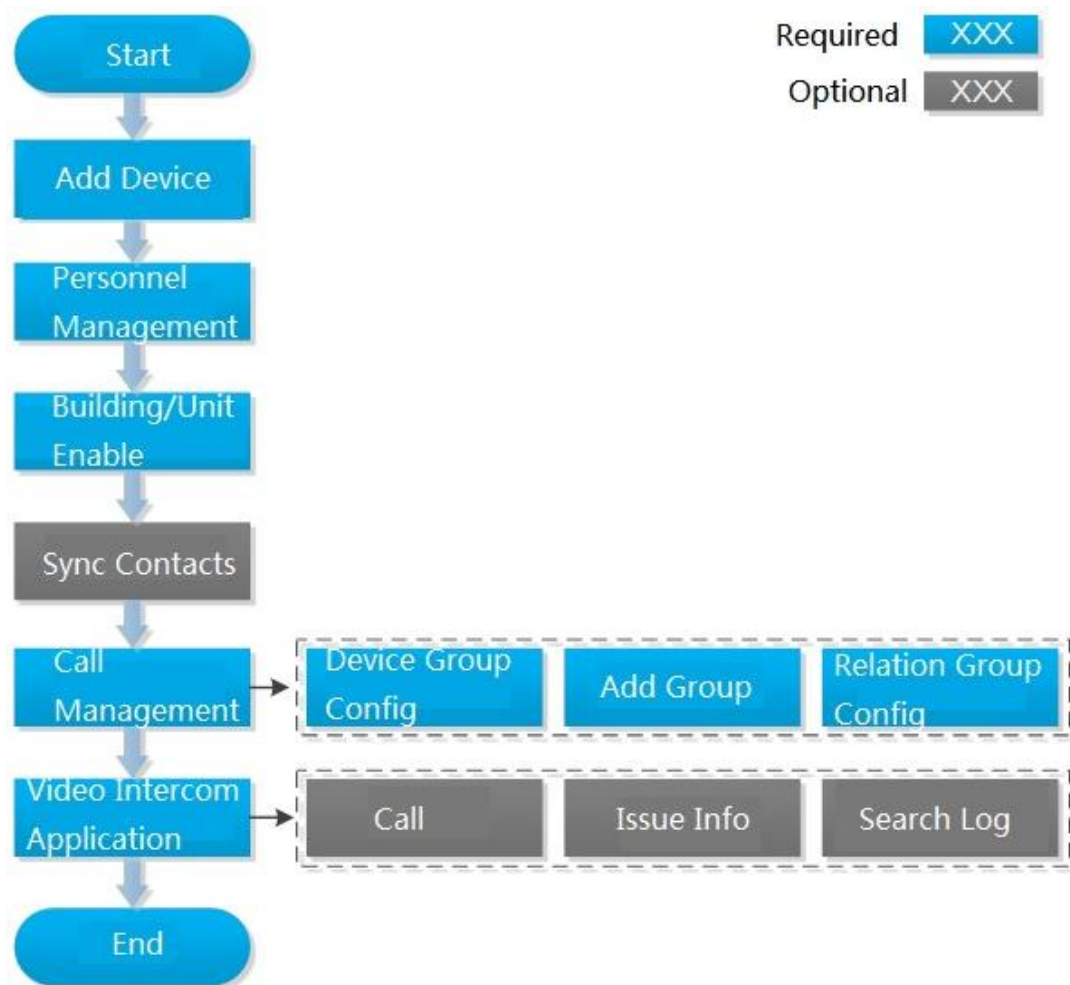 Start
Required XXX
Optional XXX
Add Device
Personnel
Management
Building/Unit
Enable
Sync Contacts
Call
Management
Device Group
Config
Add Group
Relation Group
Config
Video Intercom
Application
Call
Issue Info
Search Log
End